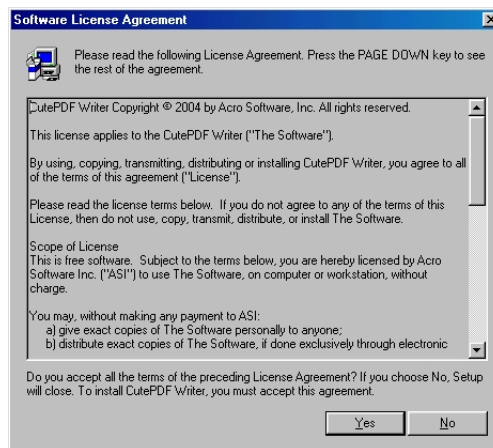 Software License Agreement
Please read the following License Agreement. Press the PAGE DOWN key to see
the rest of the agreement.
CutePDF Writer Copyright © 2004 by Acro Software, Inc. All rights reserved.
This license applies to the CutePDF Writer ("The Software").
By using, copying, transmitting, distributing or installing CutePDF Writer, you agree to all
of the terms of this agreement ("License").
Please read the license terms below. If you do not agree to any of the terms of this
License, then do not use, copy, transmit, distribute, or install The Software.
Scope of License
This is free software. Subject to the terms below, you are hereby licensed by Acro
Software Inc. ("ASI") to use The Software, on computer or workstation, without
charge.
You may, without making any payment to ASI:
a) give exact copies of The Software personally to anyone;
b) distribute exact copies of The Software, if done exclusively through electronic
Do you accept all the terms of the preceding License Agreement? If you choose No, Setup
will close. To install CutePDF Writer, you must accept this agreement.
Yes
No